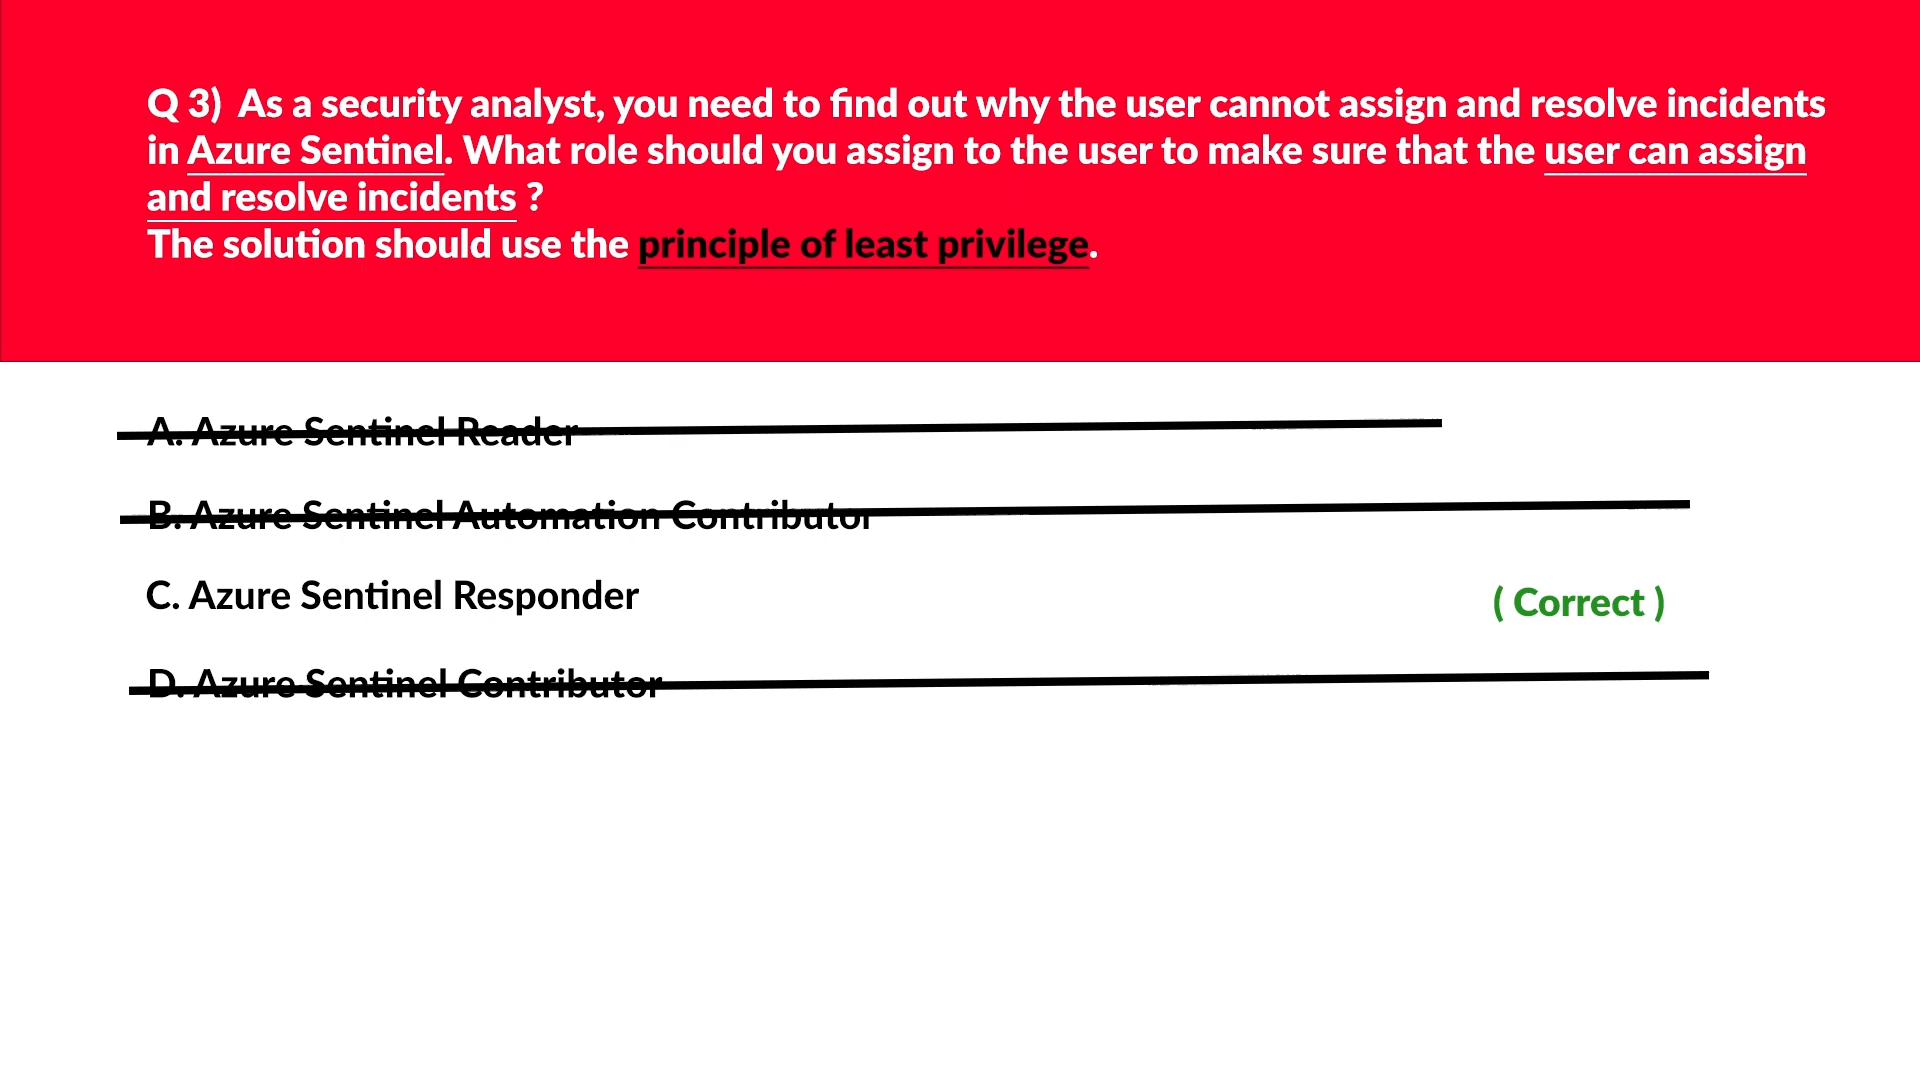 Q 3) As a security analyst, you need to find out why the user cannot assign and resolve incidents
in Azure Sentinel. What role should you assign to the user to make sure that the user can assign
and resolve incidents ?
The solution should use the principle of least privilege.
A. Azure Sentinel Reader
B. Azure Sentinel Automation Contributor
C. Azure Sentinel Responder
( Correct )
D. Azure Sentinel Contributor